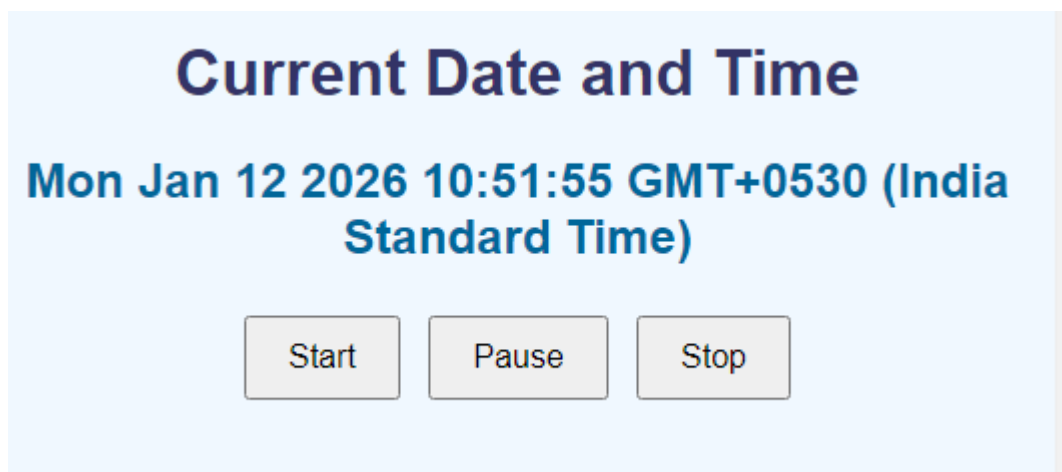 Current Date and Time
Mon Jan 12 2026 10:51:55 GMT+0530 (India
Standard Time)
Start Pause Stop